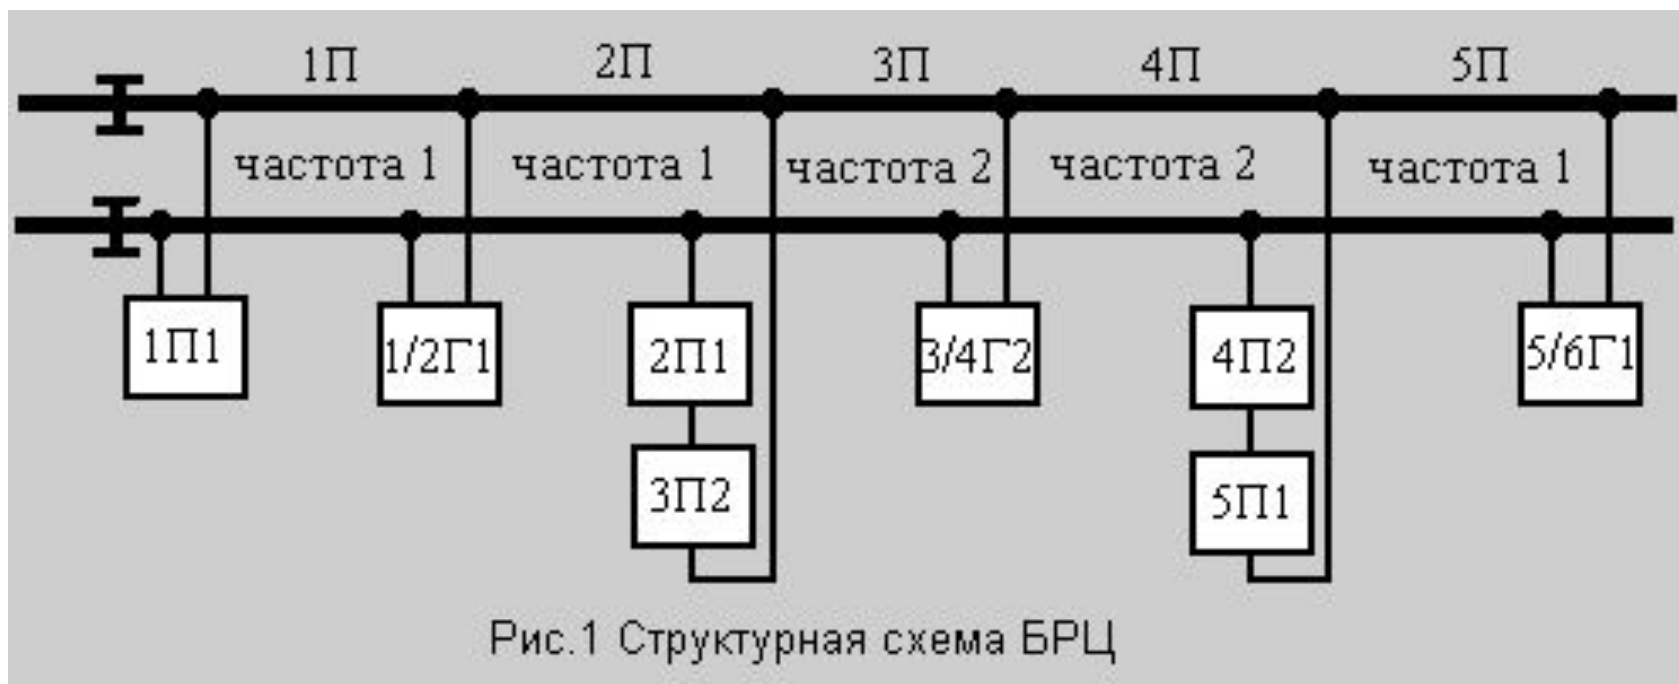 1П 2П 3П 4П 5П
частота 1 частота 1 частота 2 частота 2 частота 1
1П1 1/2Г1 2П1 3/4Г2 4П2 5/6Г1
3П2 5П1
Рис.1 Структурная схема БРЦ